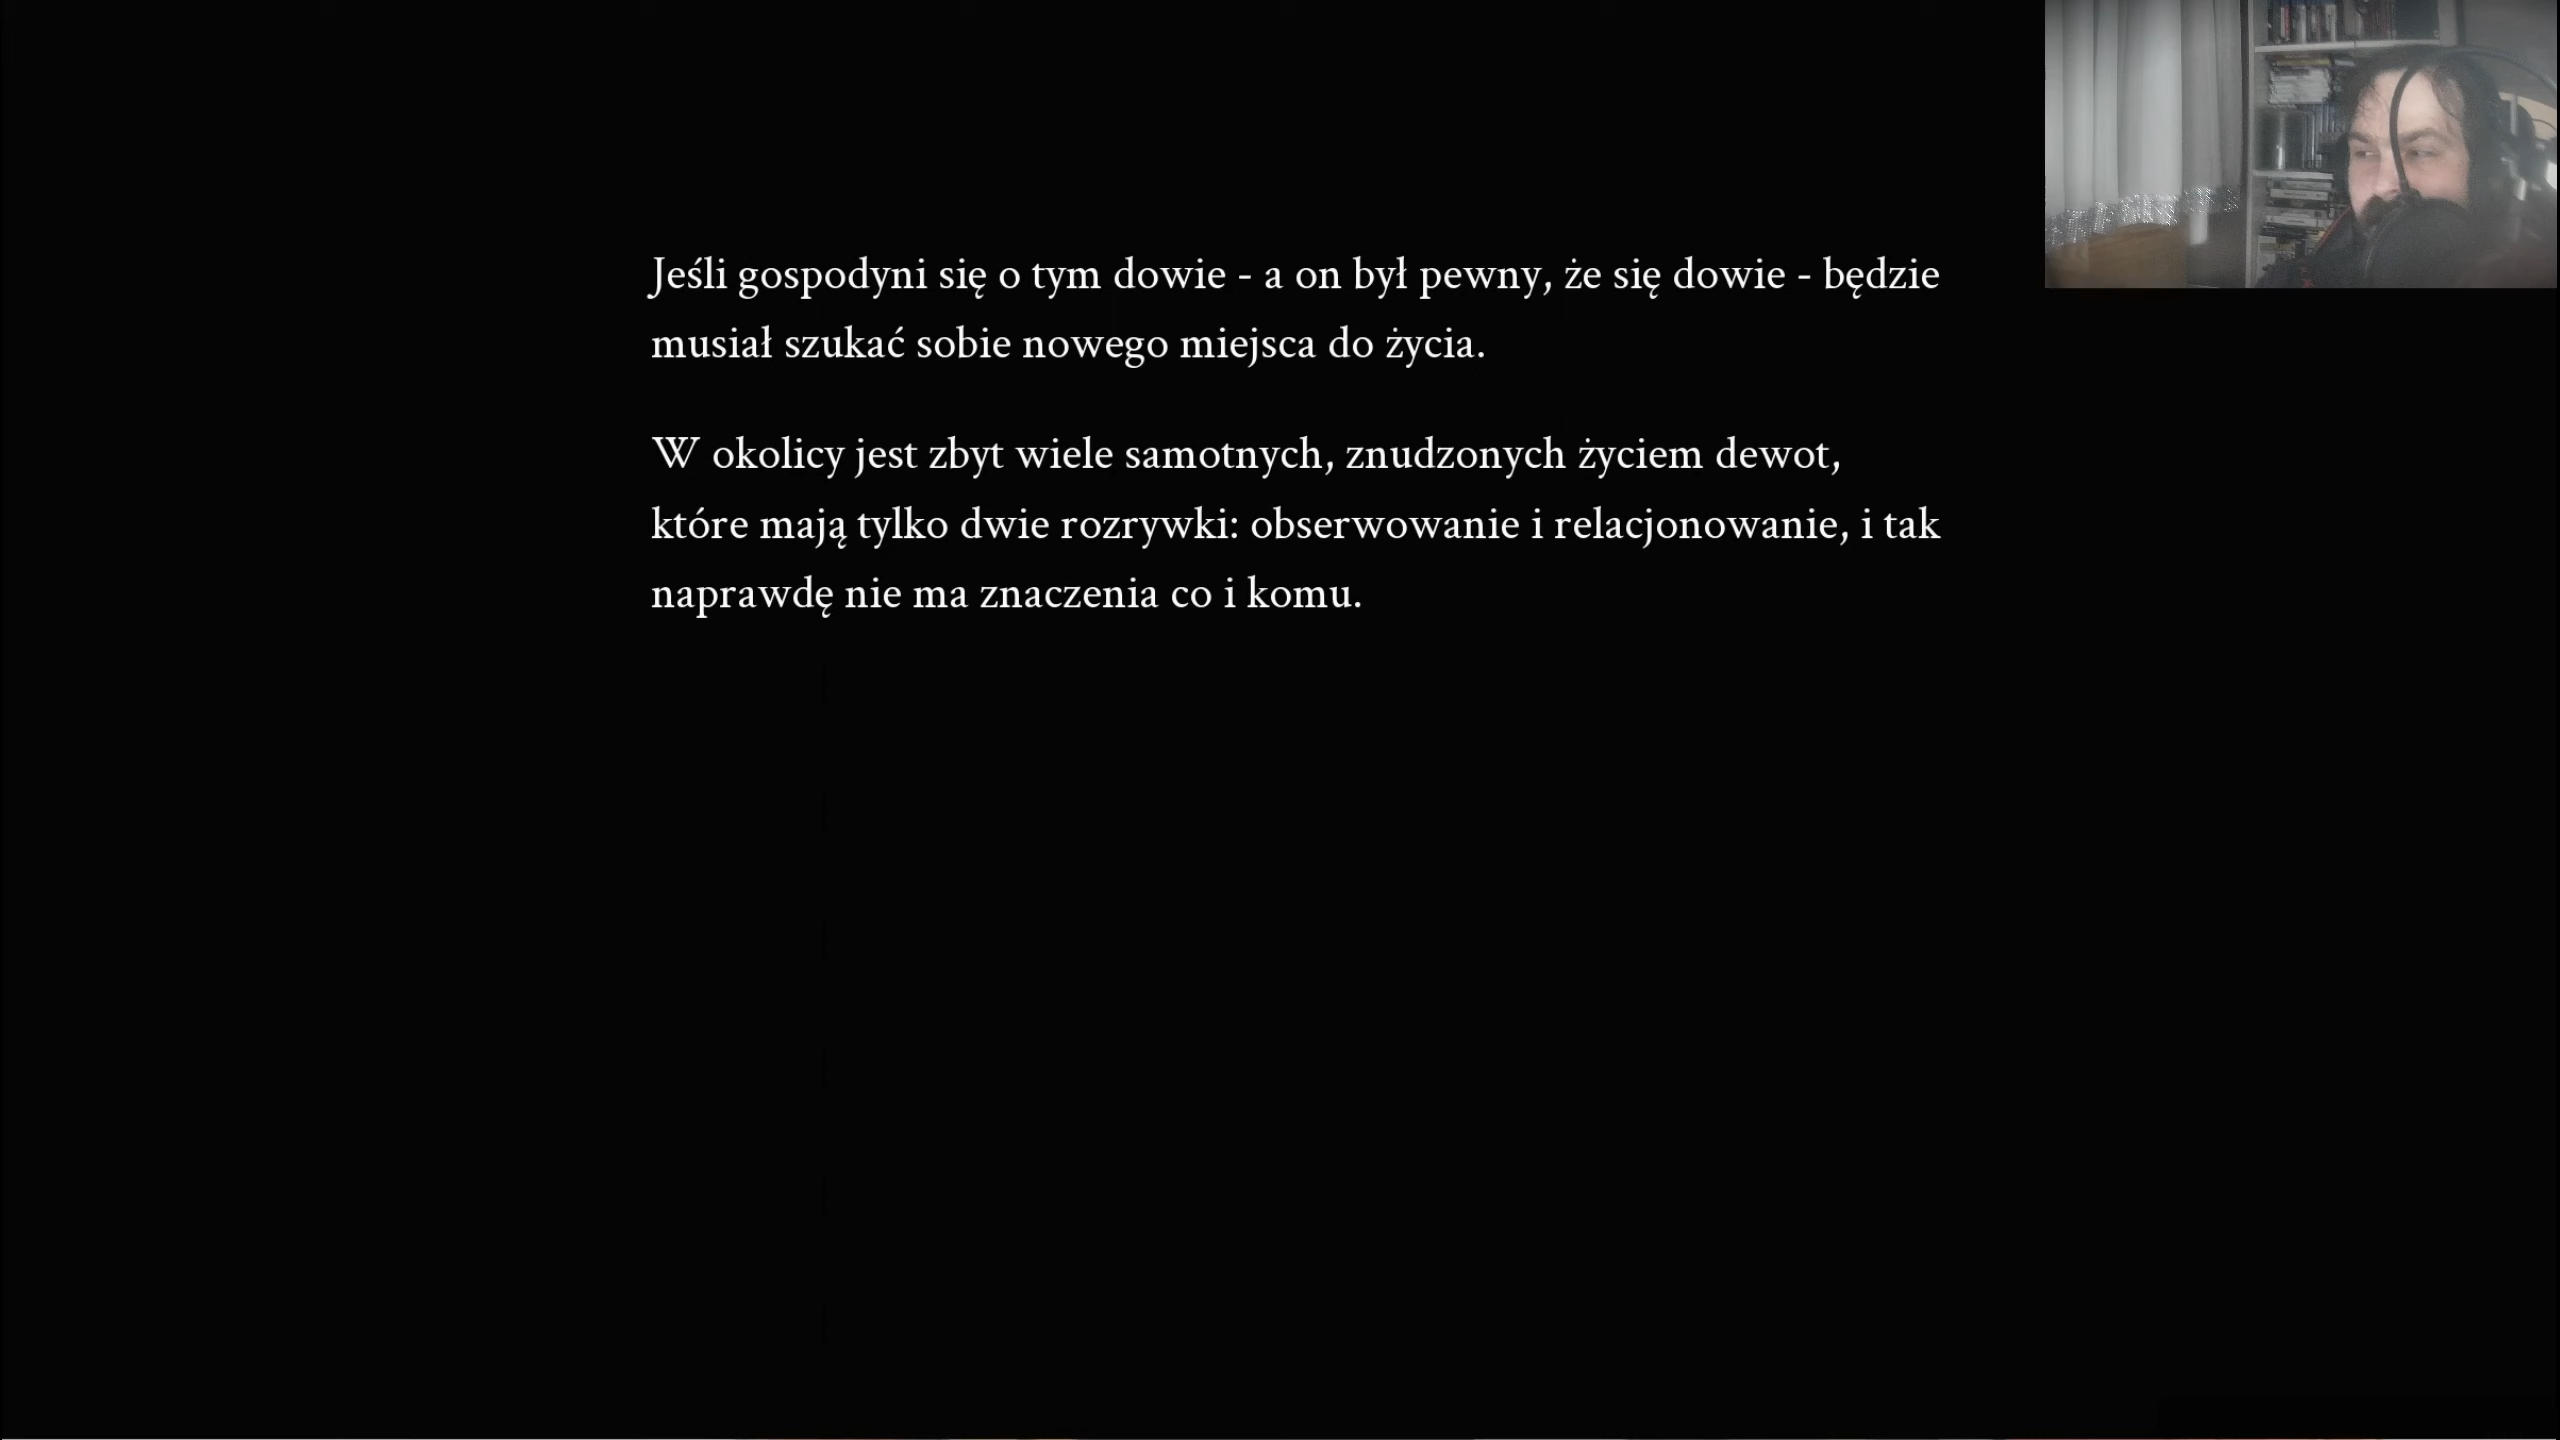 Jeśli gospodyni się o tym dowie - a on był pewny, że się dowie - będzie
musiał szukać sobie nowego miejsca do życia.
W okolicy jest zbyt wiele samotnych, znudzonych życiem dewot,
które mają tylko dwie rozrywki: obserwowanie i relacjonowanie, i tak
naprawdę nie ma znaczenia co i komu.